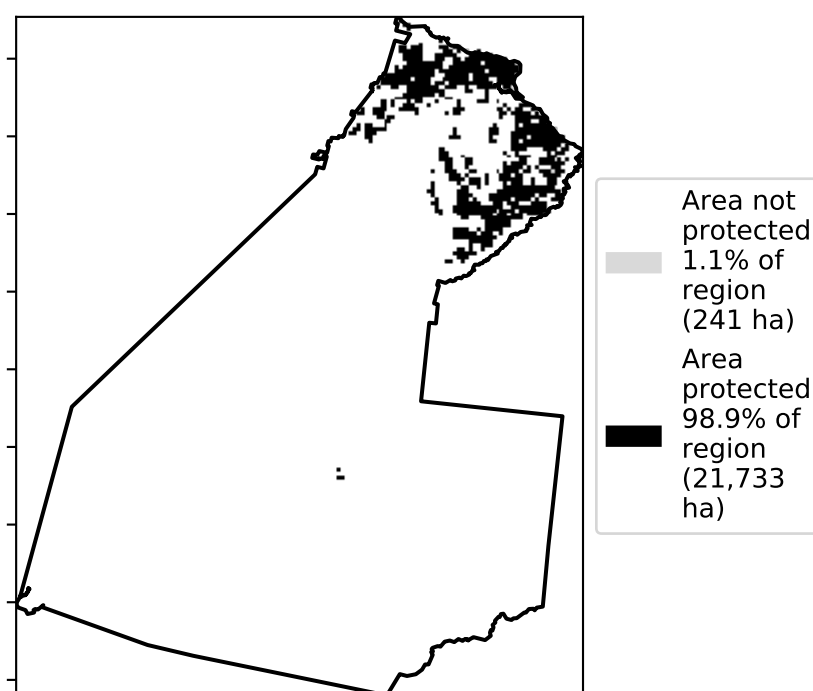 Area not
protected
1.1% of
region
(241 ha)
Area
protected
98.9% of
region
(21,733
ha)